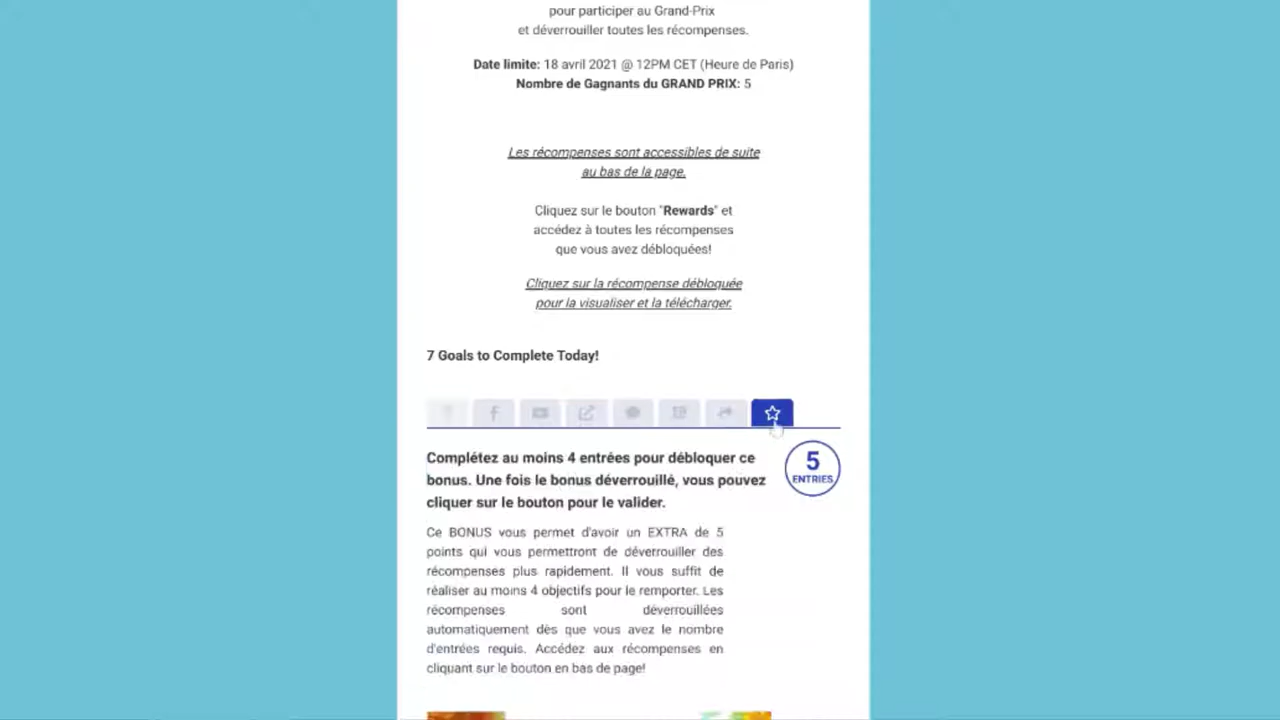 pour participer au Grand-Prix
et déverrouiller toutes les récompenses.
Date limite: 18 avril 2021 @ 12PM CET (Heure de Paris)
Nombre de Gagnants du GRAND PRIX: 5
Les récompenses sont accessibles de suite
au bas de la page.
Cliquez sur le bouton "Rewards" et
accédez à toutes les récompenses
que vous avez débloquées!
Cliquez sur la récompense débloquée
pour la visualiser et la télécharger.
7 Goals to Complete Today!
Complétez au moins 4 entrées pour débloquer ce
bonus. Une fois le bonus déverrouillé, vous pouvez
cliquer sur le bouton pour le valider.
5
ENTRIES
Ce BONUS vous permet d'avoir un EXTRA de 5
points qui vous permettront de déverrouiller des
récompenses plus rapidement. Il vous suffit de
réaliser au moins 4 objectifs pour le remporter. Les
récompenses sont déverrouillées
automatiquement dès que vous avez le nombre
d'entrées requis. Accédez aux récompenses en
cliquant sur le bouton en bas de page!